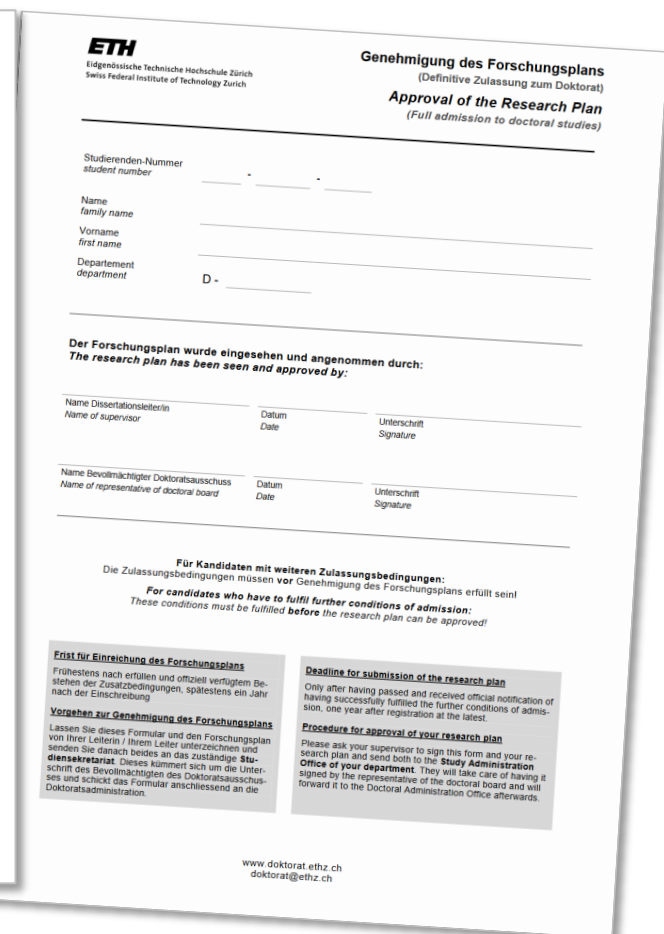 ETH
Eidgenössische Technische Hochschule Zürich
Swiss Federal Institute of Technology Zurich
Genehmigung des Forschungsplans
(Definitive Zulassung zum Doktorat)
Approval of the Research Plan
(Full admission to doctoral studies)
Studierenden-Nummer
student number
- -
Name
family name
Vorname
first name
Departement
department
D -
Der Forschungsplan wurde eingesehen und angenommen durch:
The research plan has been seen and approved by:
Name Dissertationsleiter/in Datum Unterschrift
Name of supervisor Date Signature
Name Bevollmächtigter Doktoratsausschuss Datum Unterschrift
Name of representative of doctoral board Date Signature
Für Kandidaten mit weiteren Zulassungsbedingungen:
Die Zulassungsbedingungen müssen vor Genehmigung des Forschungsplans erfüllt sein!
For candidates who have to fulfil further conditions of admission:
These conditions must be fulfilled before the research plan can be approved!
Frist für Einreichung des Forschungsplans
Frühestens nach erfüllen und offiziell verfügtem Be-
stehen der Zusatzbedingungen, spätestens ein Jahr
nach der Einschreibung
Vorgehen zur Genehmigung des Forschungsplans
Lassen Sie dieses Formular und den Forschungsplan
von Ihrer Leiterin / Ihrem Leiter unterzeichnen und
senden Sie danach beides an das zuständige Stu-
diensekretariat. Dieses kümmert sich um die Unter-
schrift des Bevollmächtigten des Doktoratsausschus-
ses und schickt das Formular anschliessend an die
Doktoratsadministration.
Deadline for submission of the research plan
Only after having passed and received official notification of
having successfully fulfilled the further conditions of admis-
sion, one year after registration at the latest.
Procedure for approval of your research plan
Please ask your supervisor to sign this form and your re-
search plan and send both to the Study Administration
Office of your department. They will take care of having it
signed by the representative of the doctoral board and will
forward it to the Doctoral Administration Office afterwards.
www.doktorat.ethz.ch
doktorat@ethz.ch